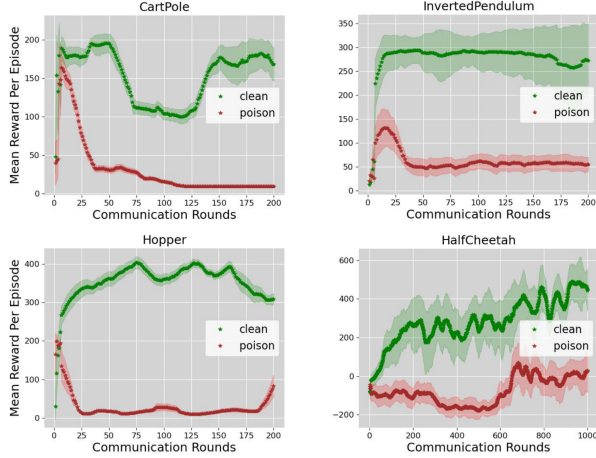 CartPole
Mean Reward Per Episode
200
150
100
50
0
clean
poison
0 25 50 75 100 125 150 175 200
Communication Rounds
InvertedPendulum
350
300
250
200
150
100
50
0
clean
poison
0 25 50 75 100 125 150 175 200
Communication Rounds
Hopper
Mean Reward Per Episode
400
300
200
100
0
clean
poison
0 25 50 75 100 125 150 175 200
Communication Rounds
HalfCheetah
600
400
200
0
−200
clean
poison
0 200 400 600 800 1000
Communication Rounds